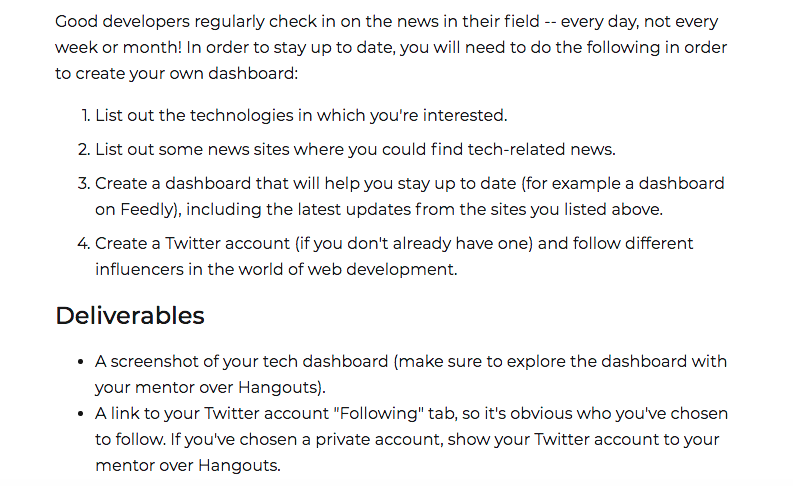 Good developers regularly check in on the news in their field -- every day, not every
week or month! In order to stay up to date, you will need to do the following in order
to create your own dashboard:
1. List out the technologies in which you're interested.
2. List out some news sites where you could find tech-related news.
3. Create a dashboard that will help you stay up to date (for example a dashboard
on Feedly), including the latest updates from the sites you listed above.
4. Create a Twitter account (if you don't already have one) and follow different
influencers in the world of web development.
Deliverables
• A screenshot of your tech dashboard (make sure to explore the dashboard with
your mentor over Hangouts).
• A link to your Twitter account "Following" tab, so it's obvious who you've chosen
to follow. If you've chosen a private account, show your Twitter account to your
mentor over Hangouts.